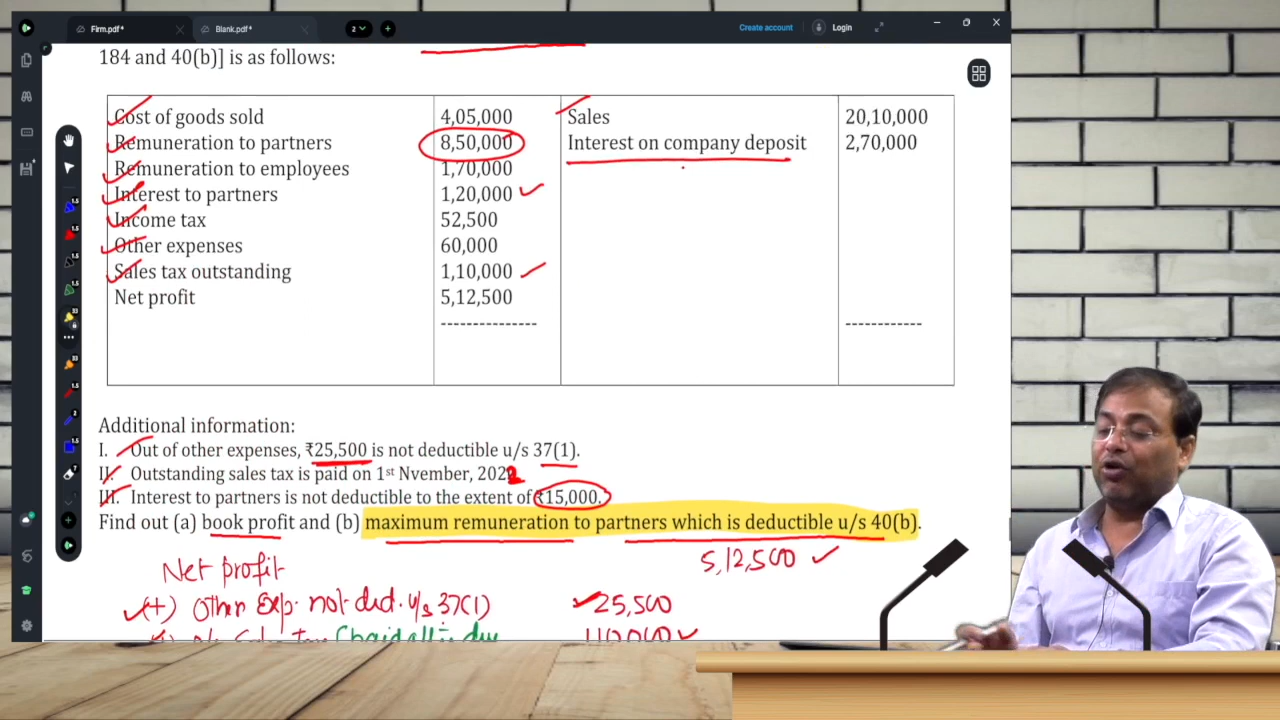 Firm.pdf*
Blank.pdf*
2
Create account
Login
184 and 40(b)] is as follows:
Cost of goods sold 4,05,000 Sales 20,10,000
Remuneration to partners 8,50,000 Interest on company deposit 2,70,000
Remuneration to employees 1,70,000
Interest to partners 1,20,000
Income tax 52,500
Other expenses 60,000
Sales tax outstanding 1,10,000
Net profit 5,12,500
---------------- ------------
Additional information:
I. Out of other expenses, ₹25,500 is not deductible u/s 37(1).
II. Outstanding sales tax is paid on 1st Nvember, 2022
III. Interest to partners is not deductible to the extent of ₹15,000.
Find out (a) book profit and (b) maximum remuneration to partners which is deductible u/s 40(b).
Net profit 5,12,500
(+) Other Exp. not ded. u/s 37(1) 25,500